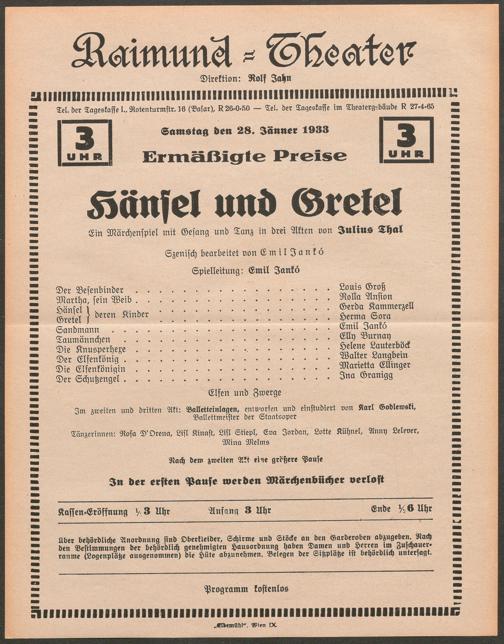 Raimund-Theater
Direktion: Rolf Jahn
Tel. der Tageskasse I., Rotenturmstr. 16 (Basar), R 26-0-50 — Tel. der Tageskasse im Theatergebäude R 27-4-65
3 UHR
Samstag den 28. Jänner 1933
3 UHR
Ermäßigte Preise
Hänsel und Gretel
Ein Märchenspiel mit Gesang und Tanz in drei Akten von Julius Thal
Szenisch bearbeitet von Emil Jankó
Spielleitung: Emil Jankó
Der Besenbinder . . . . . . . . . . Louis Groß
Martha, sein Weib . . . . . . . . . . Rolla Ansion
Hänsel } deren Kinder . . . . . . . . . . Gerda Kammerzell
Gretel } Herma Sora
Sandmann . . . . . . . . . . Emil Jankó
Taumännchen . . . . . . . . . . Elly Burnay
Die Knusperhexe . . . . . . . . . . Helene Lauterböck
Der Elfenkönig . . . . . . . . . . Walter Langbein
Die Elfenkönigin . . . . . . . . . . Marietta Ellinger
Der Schutzengel . . . . . . . . . . Ina Granigg
Elfen und Zwerge
Im zweiten und dritten Akt: Balletteinlagen, entworfen und einstudiert von Karl Godlewski,
Ballettmeister der Staatsoper
Tänzerinnen: Rosa D'Orena, Lisl Kinast, Lisl Stiepl, Eva Jordan, Lotte Kühnel, Anny Lelever,
Mina Melms
Nach dem zweiten Akt eine größere Pause
In der ersten Pause werden Märchenbücher verlost
Kassen-Eröffnung ½ 3 Uhr Anfang 3 Uhr Ende ½ 6 Uhr
Über behördliche Anordnung sind Oberkleider, Schirme und Stöcke an den Garderoben abzugeben. Nach
den Bestimmungen der behördlich genehmigten Hausordnung haben Damen und Herren im Zuschauer-
raume (Logenplätze ausgenommen) die Hüte abzunehmen. Belegen der Sitzplätze ist behördlich untersagt.
Programm kostenlos
„Elbemühl“, Wien IX.